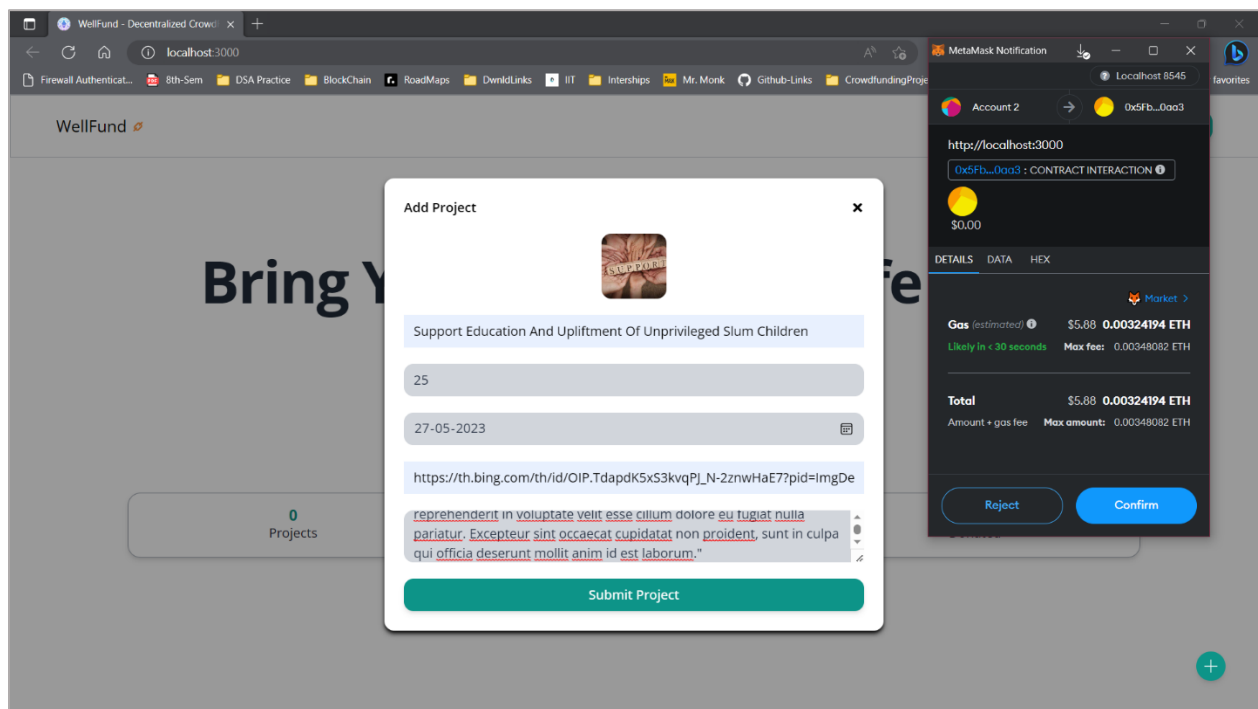 WellFund - Decentralized Crowd
localhost:3000
Firewall Authenticat... 8th-Sem DSA Practice BlockChain RoadMaps DwnldLinks IIT Interships Mr. Monk Github-Links CrowdfundingProje
favorites
WellFund
Bring Y
fe
0
Projects
Add Project
SUPPORT
Support Education And Upliftment Of Unprivileged Slum Children
25
27-05-2023
https://th.bing.com/th/id/OIP.TdapdK5xS3kvqPJ_N-2znwHaE7?pid=ImgDe
reprehenderit in voluptate velit esse cillum dolore eu fugiat nulla
pariatur. Excepteur sint occaecat cupidatat non proident, sunt in culpa
qui officia deserunt mollit anim id est laborum."
Submit Project
MetaMask Notification
Localhost 8545
Account 2 0x5Fb...0aa3
http://localhost:3000
0x5Fb...0aa3 : CONTRACT INTERACTION
$0.00
DETAILS DATA HEX
Market >
Gas (estimated) $5.88 0.00324194 ETH
Likely in < 30 seconds Max fee: 0.00348082 ETH
Total $5.88 0.00324194 ETH
Amount + gas fee Max amount: 0.00348082 ETH
Reject Confirm